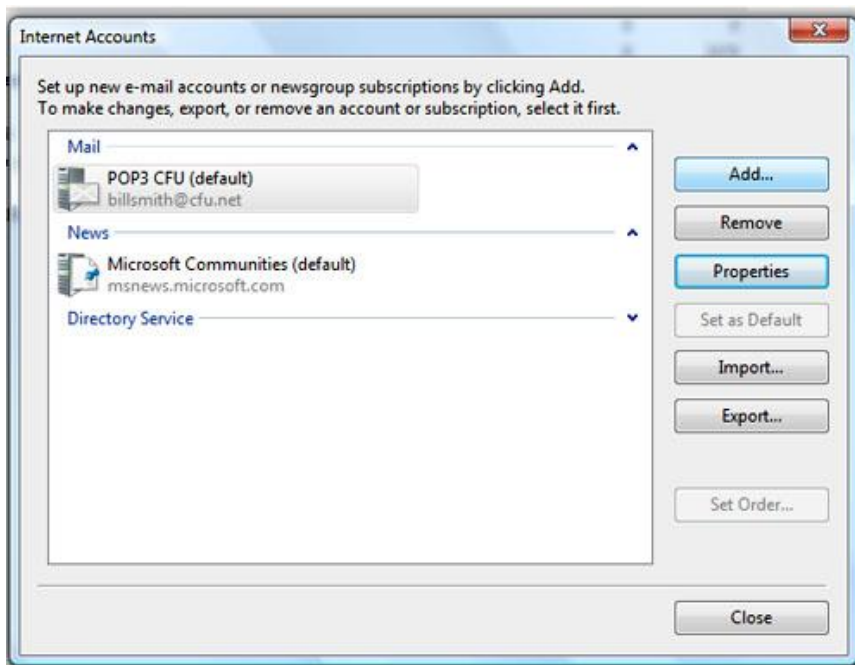 Internet Accounts
Set up new e-mail accounts or newsgroup subscriptions by clicking Add.
To make changes, export, or remove an account or subscription, select it first.
Mail
POP3 CFU (default)
billsmith@cfu.net
News
Microsoft Communities (default)
msnews.microsoft.com
Directory Service
Add...
Remove
Properties
Set as Default
Import...
Export...
Set Order...
Close